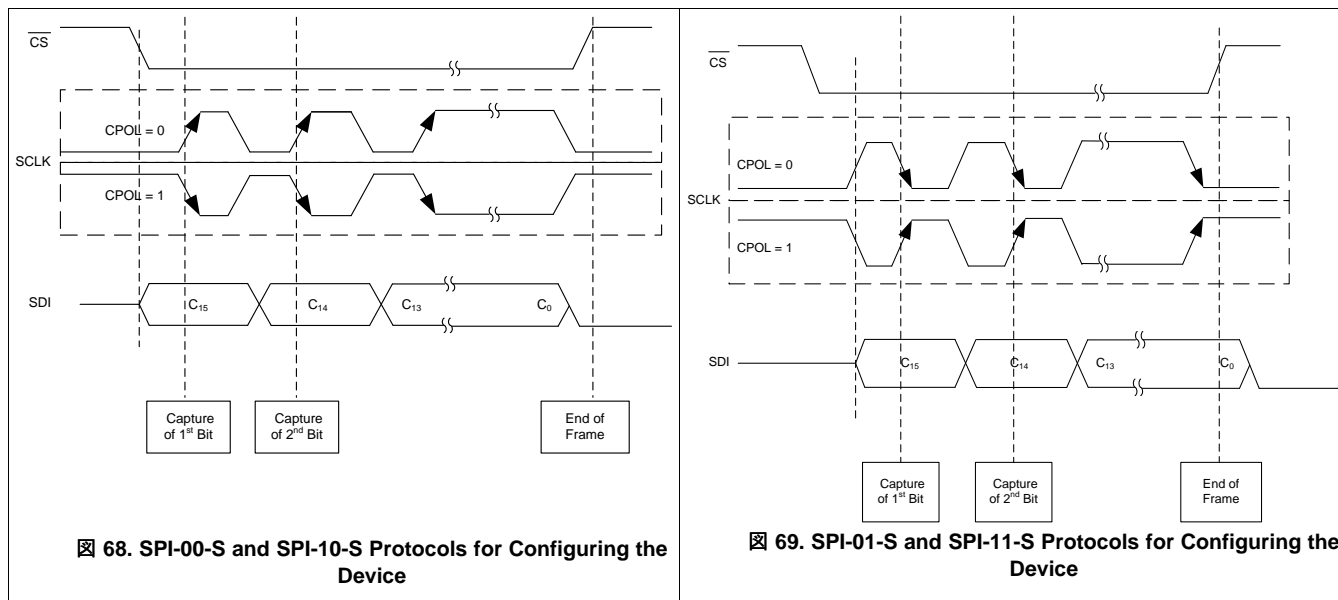 CS
CPOL = 0
SCLK
CPOL = 1
SDI
C15
C14
C13
C0
Capture
of 1st Bit
Capture
of 2nd Bit
End of
Frame
図 68. SPI-00-S and SPI-10-S Protocols for Configuring the
Device
CS
CPOL = 0
SCLK
CPOL = 1
SDI
C15
C14
C13
C0
Capture
of 1st Bit
Capture
of 2nd Bit
End of
Frame
図 69. SPI-01-S and SPI-11-S Protocols for Configuring the
Device